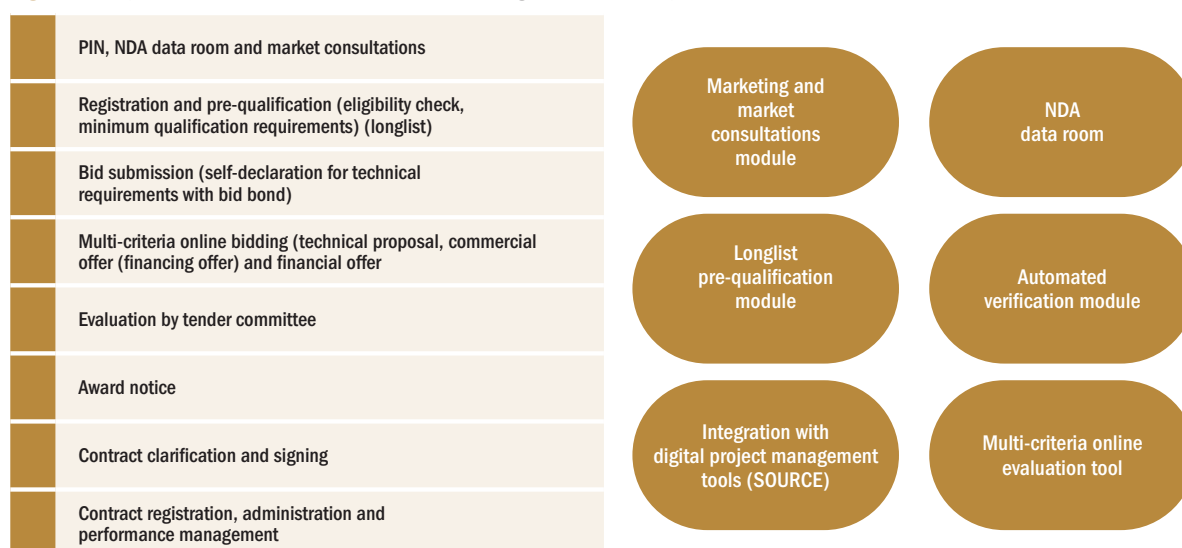 PIN, NDA data room and market consultations
Registration and pre-qualification (eligibility check,
minimum qualification requirements) (longlist)
Bid submission (self-declaration for technical
requirements with bid bond)
Multi-criteria online bidding (technical proposal, commercial
offer (financing offer) and financial offer
Evaluation by tender committee
Award notice
Contract clarification and signing
Contract registration, administration and
performance management
Marketing and
market
consultations
module
NDA
data room
Longlist
pre-qualification
module
Automated
verification module
Integration with
digital project management
tools (SOURCE)
Multi-criteria online
evaluation tool